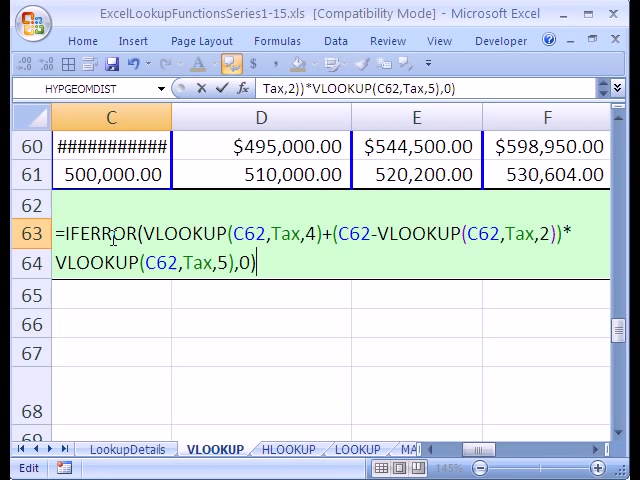 ExcelLookupFunctionsSeries1-15.xls [Compatibility Mode] - Microsoft Excel
Home Insert Page Layout Formulas Data Review View Developer
HYPGEOMDIST fx Tax,2))*VLOOKUP(C62,Tax,5),0)
C D E F
60 ########### $495,000.00 $544,500.00 $598,950.00
61 500,000.00 510,000.00 520,200.00 530,604.00
62
63 =IFERROR(VLOOKUP(C62,Tax,4)+(C62-VLOOKUP(C62,Tax,2))*
64 VLOOKUP(C62,Tax,5),0)
65
66
67
68
69
LookupDetails VLOOKUP HLOOKUP LOOKUP MA
Edit 145%